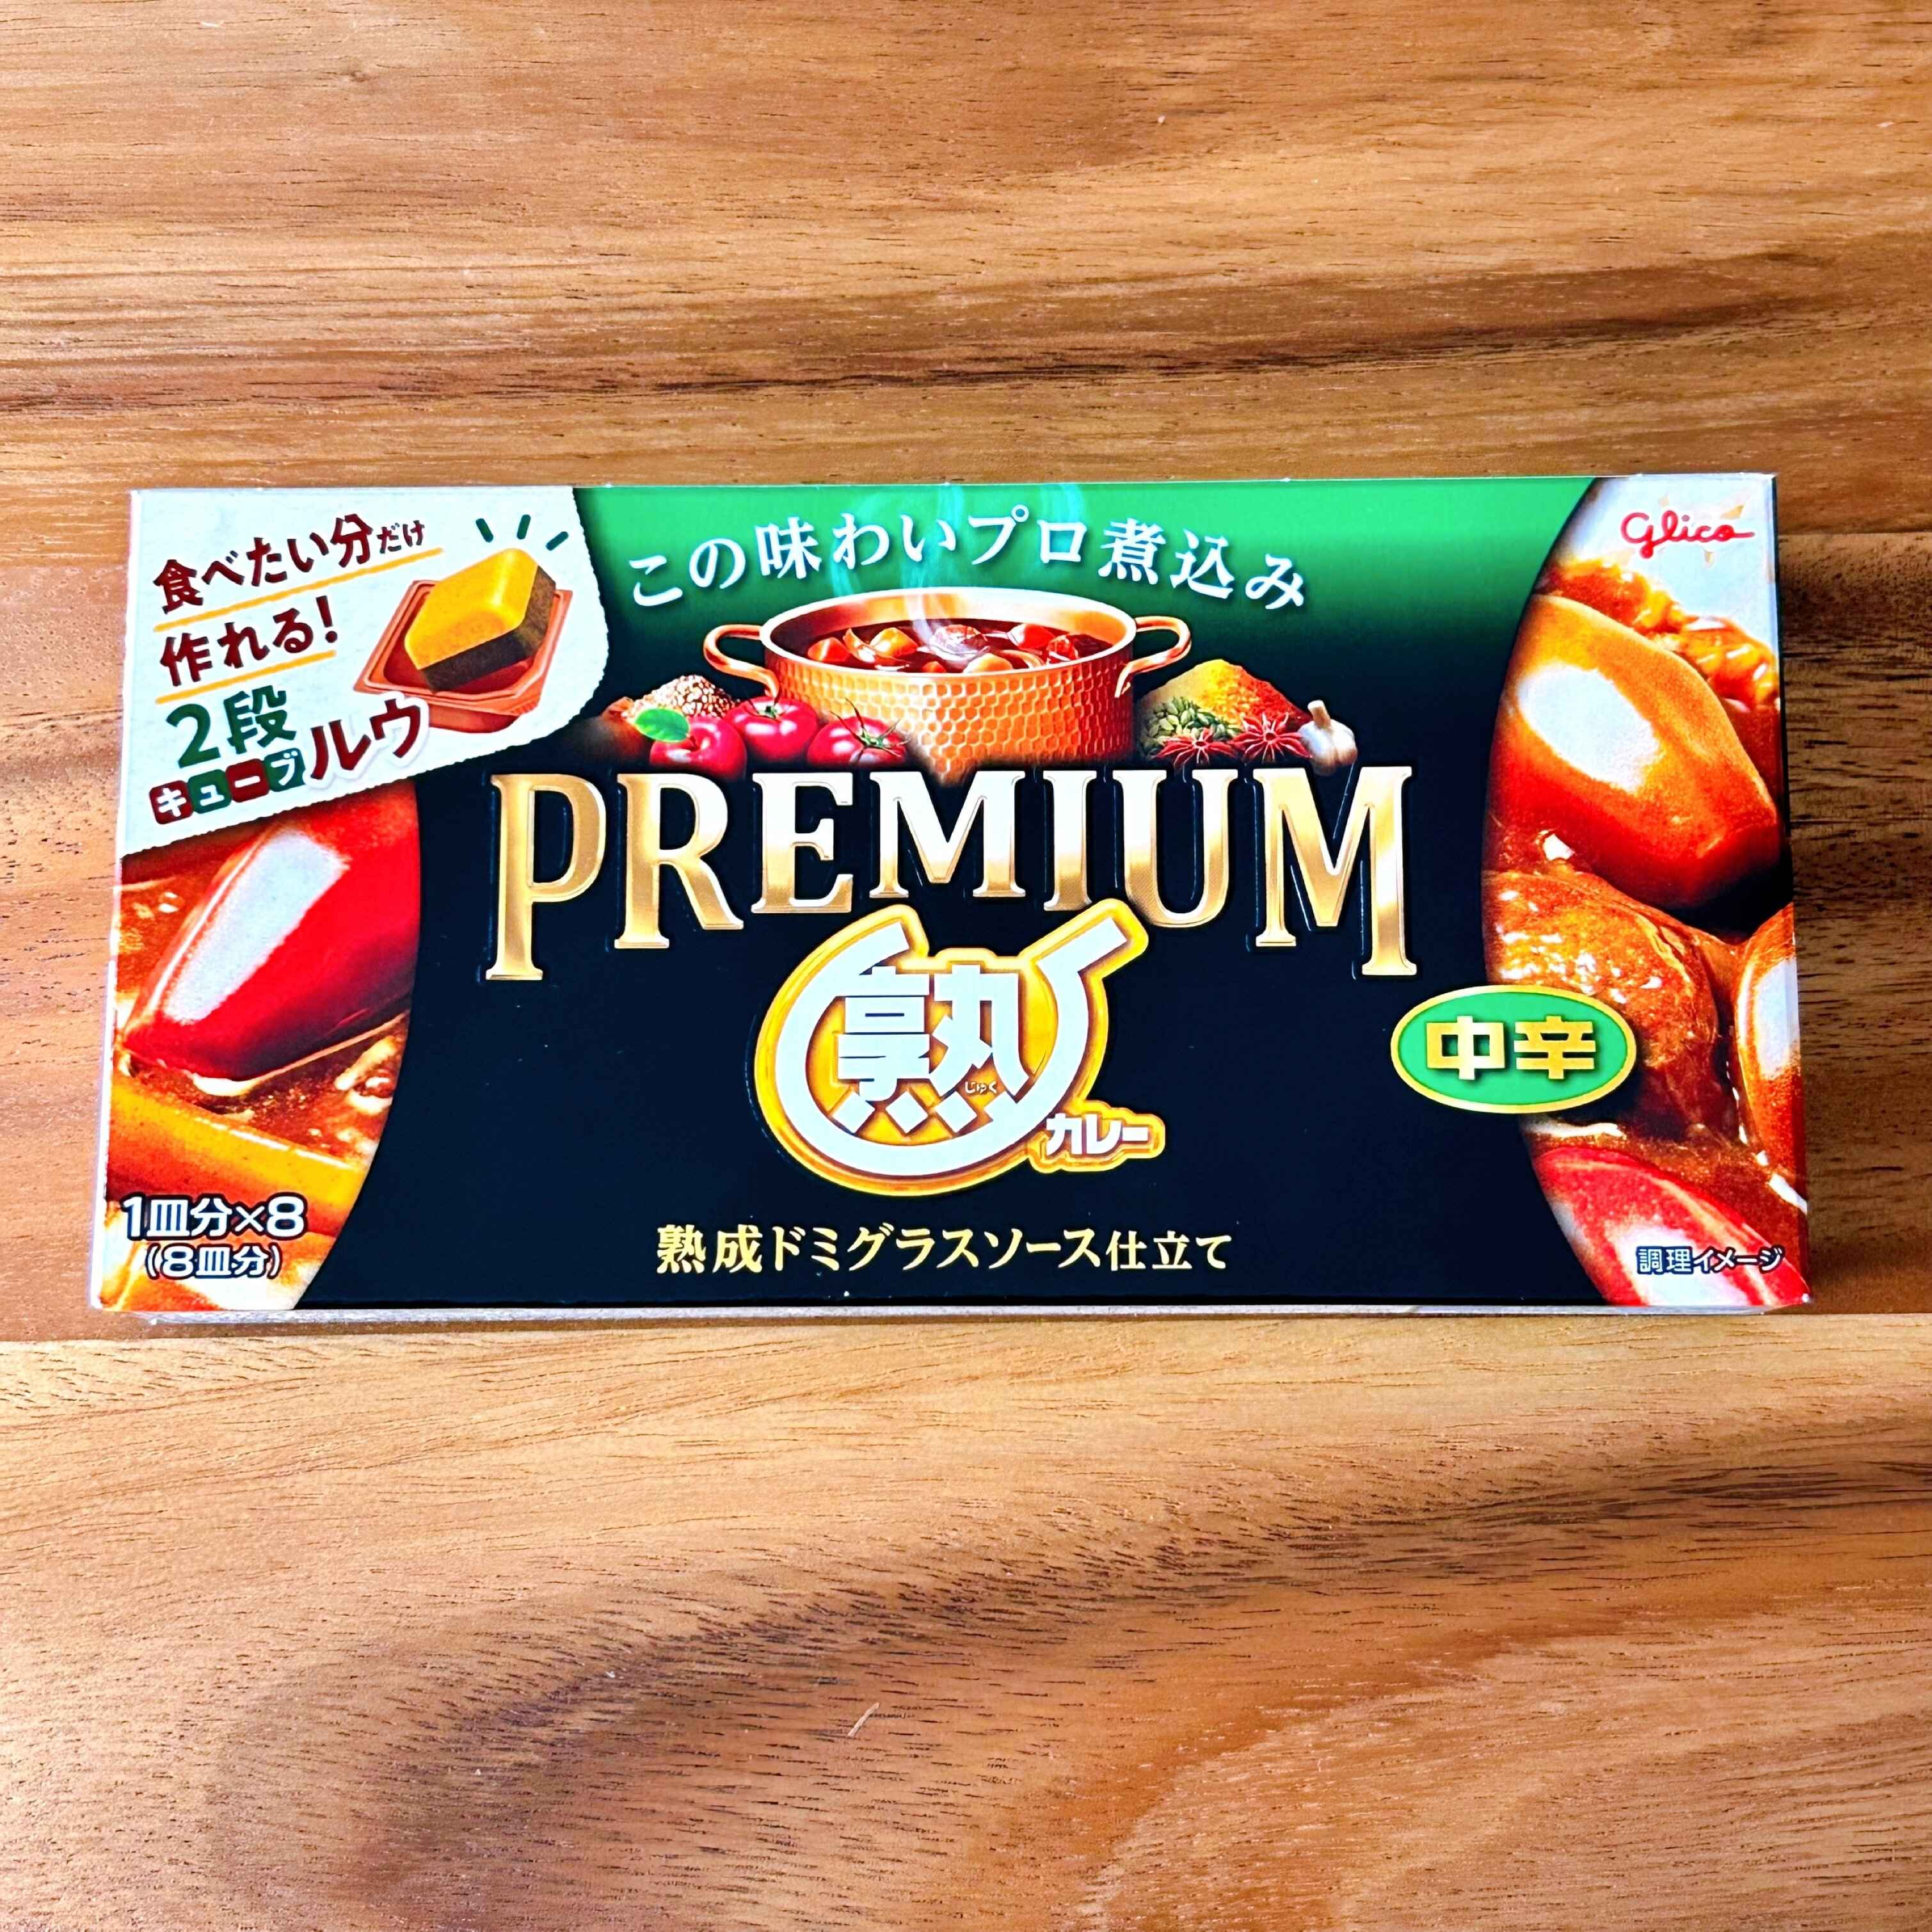 食べたい分だけ
作れる!
2段
キューブルウ
この味わいプロ煮込み
glico
PREMIUM
熟
じゅく
カレー
中辛
熟成ドミグラスソース仕立て
1皿分×8
(8皿分)
調理イメージ